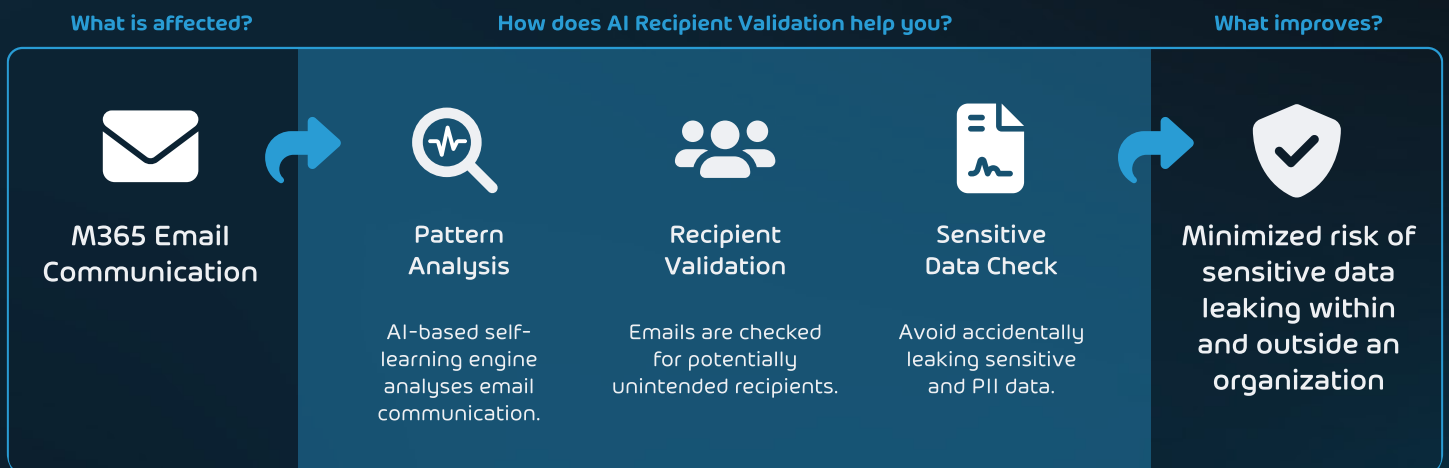 What is affected?
How does AI Recipient Validation help you?
What improves?
M365 Email
Communication
Pattern
Analysis
AI-based self-
learning engine
analyses email
communication.
Recipient
Validation
Emails are checked
for potentially
unintended recipients.
Sensitive
Data Check
Avoid accidentally
leaking sensitive
and PII data.
Minimized risk of
sensitive data
leaking within
and outside an
organization